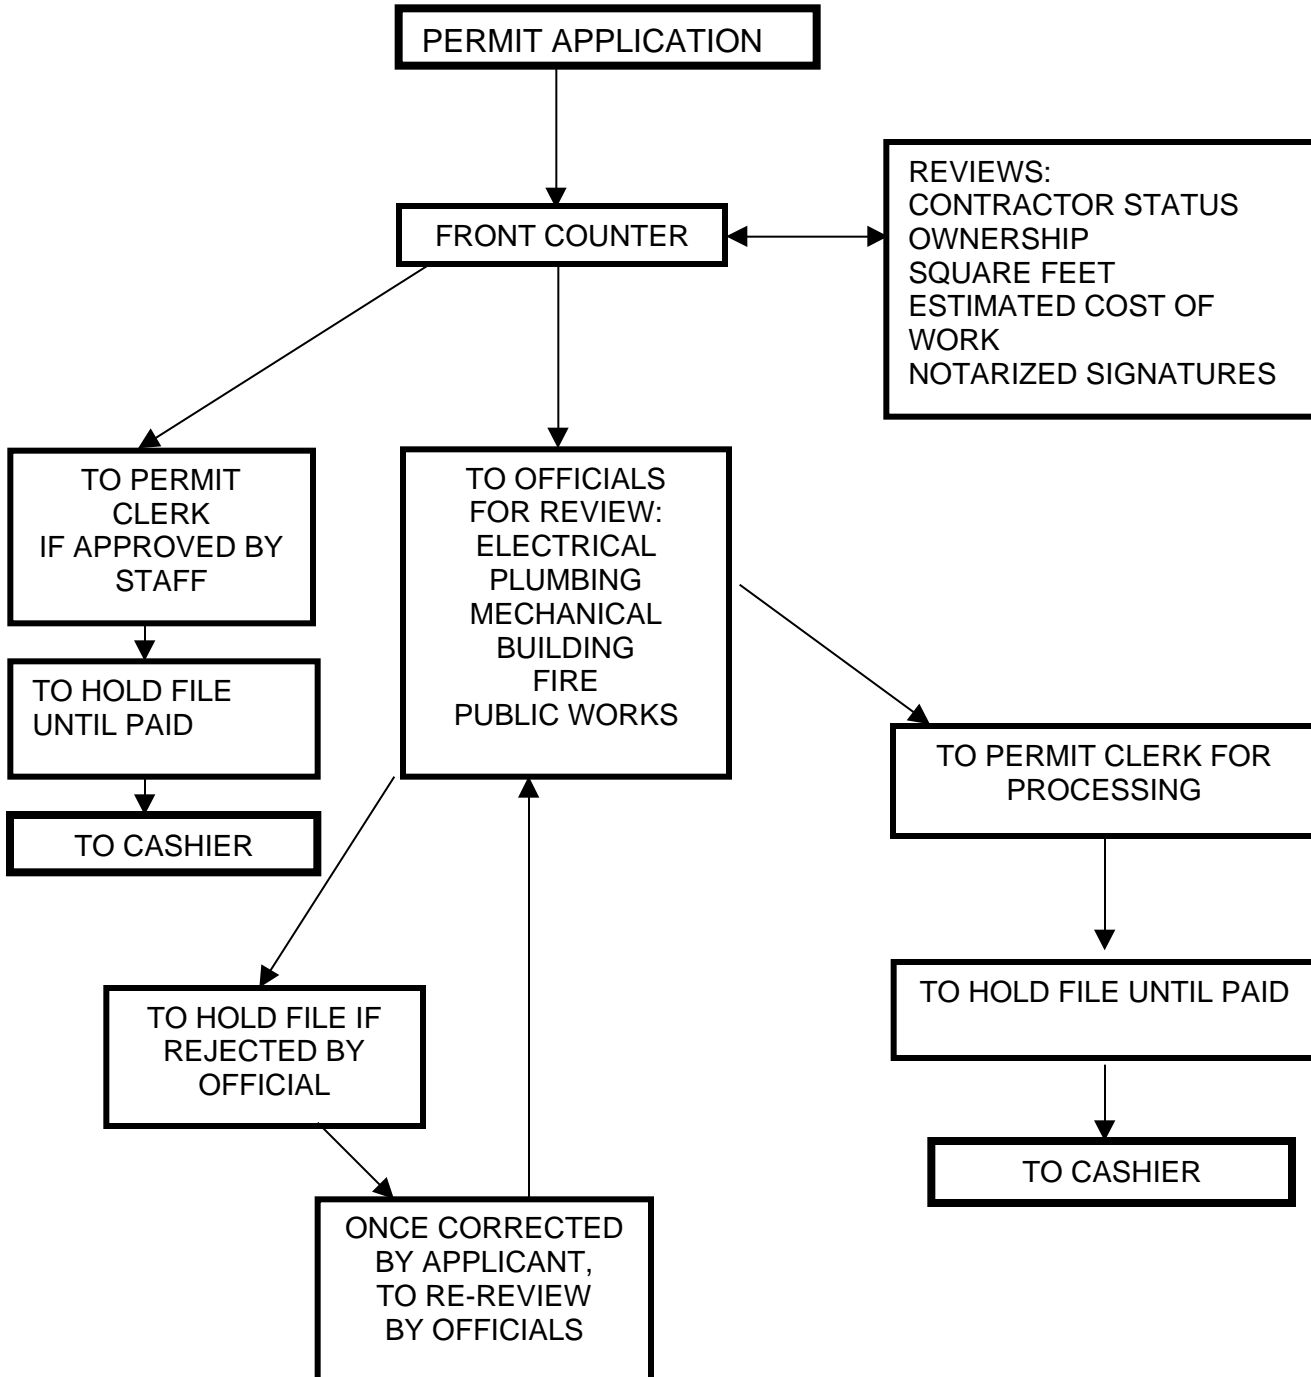 PERMIT APPLICATION
FRONT COUNTER
REVIEWS:
CONTRACTOR STATUS
OWNERSHIP
SQUARE FEET
ESTIMATED COST OF
WORK
NOTARIZED SIGNATURES
TO PERMIT
CLERK
IF APPROVED BY
STAFF
TO HOLD FILE
UNTIL PAID
TO CASHIER
TO OFFICIALS
FOR REVIEW:
ELECTRICAL
PLUMBING
MECHANICAL
BUILDING
FIRE
PUBLIC WORKS
TO HOLD FILE IF
REJECTED BY
OFFICIAL
ONCE CORRECTED
BY APPLICANT,
TO RE-REVIEW
BY OFFICIALS
TO PERMIT CLERK FOR
PROCESSING
TO HOLD FILE UNTIL PAID
TO CASHIER